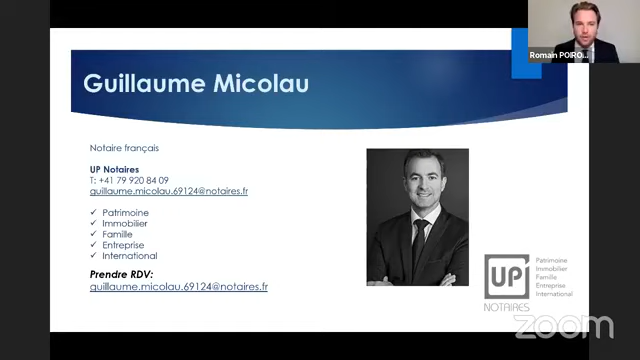 Guillaume Micolau
Romain POIRO...
Notaire français
UP Notaires
T: +41 79 920 84 09
guillaume.micolau.69124@notaires.fr
✓ Patrimoine
✓ Immobilier
✓ Famille
✓ Entreprise
✓ International
Prendre RDV:
guillaume.micolau.69124@notaires.fr
UP
NOTAIRES
Patrimoine
Immobilier
Famille
Entreprise
International
zoom